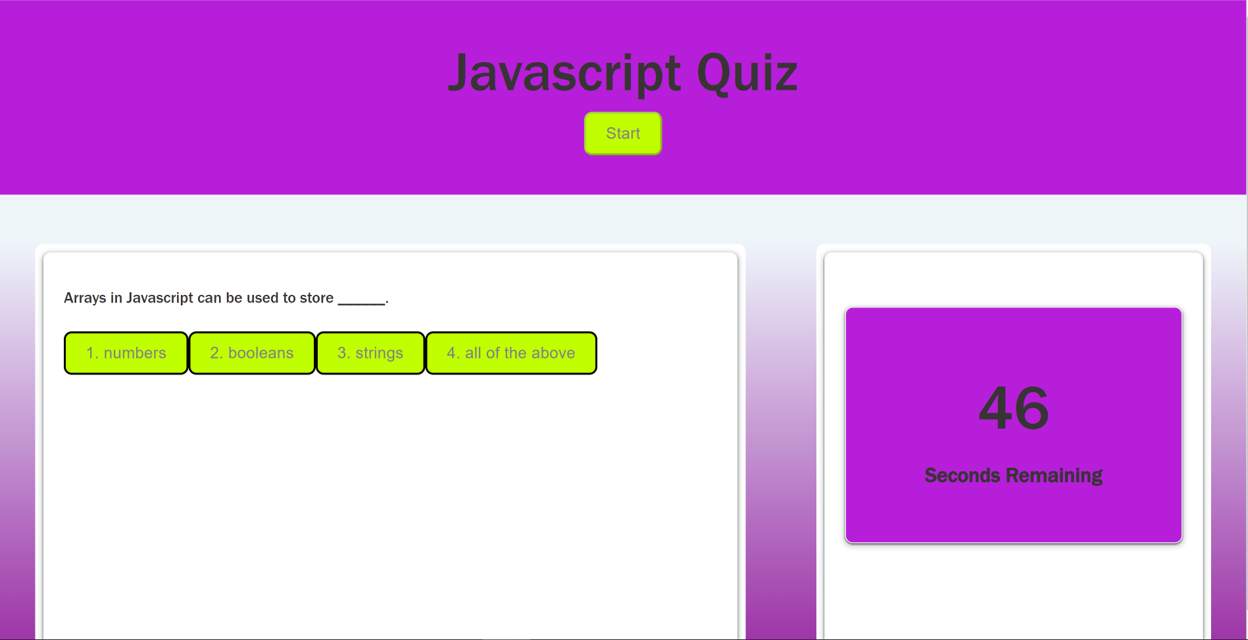 Javascript Quiz
Start
Arrays in Javascript can be used to store ______.
1. numbers 2. booleans 3. strings 4. all of the above
46
Seconds Remaining